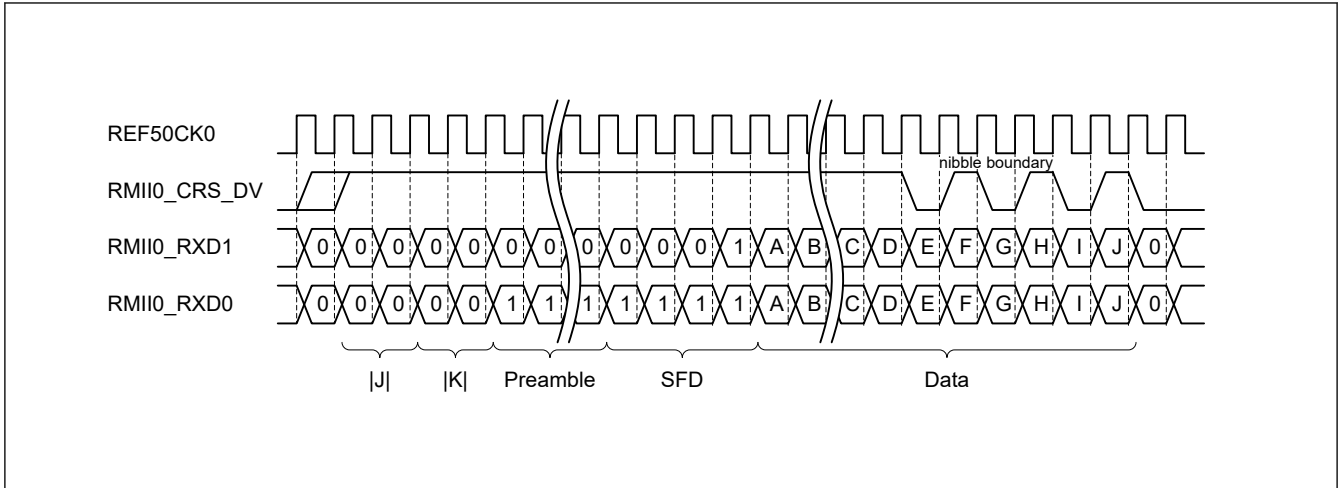 REF50CK0
nibble boundary
RMII0_CRS_DV
RMII0_RXD1 0 0 0 0 0 0 0 0 0 0 0 1 A B C D E F G H I J 0
RMII0_RXD0 0 0 0 0 0 1 1 1 1 1 1 1 A B C D E F G H I J 0
|J| |K| Preamble SFD Data